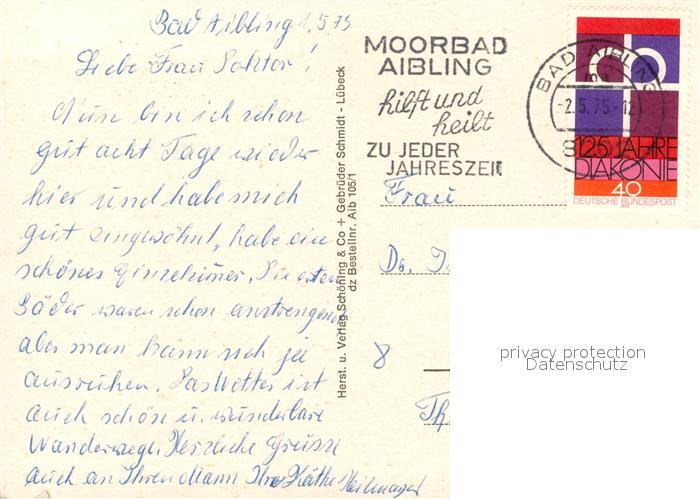 Bad Aibling 1.5.75
Liebe Frau Doktor!
Nun bin ich schon
gut acht Tage wieder
hier und habe mich
gut eingewöhnt, habe ein
schönes Einzelzimmer. Die ersten
Bäder waren schon anstrengend
aber man kann sich ja
ausruhen. Das Wetter ist
auch schön u. wunderbare
Wanderwege. Herzliche Grüsse
auch an Ihren Mann Ihre Käthe
Herst. u. Verlag Schöning & Co + Gebrüder Schmidt - Lübeck
dz Bestellnr. Aib 105/1
MOORBAD
AIBLING
hilft und
heilt
ZU JEDER
JAHRESZEIT
BAD AIBLING
-2.5.75-12
8
125 JAHRE
DIAKONIE
40
DEUTSCHE BUNDESPOST
Frau
Dr.
8
privacy protection
Datenschutz